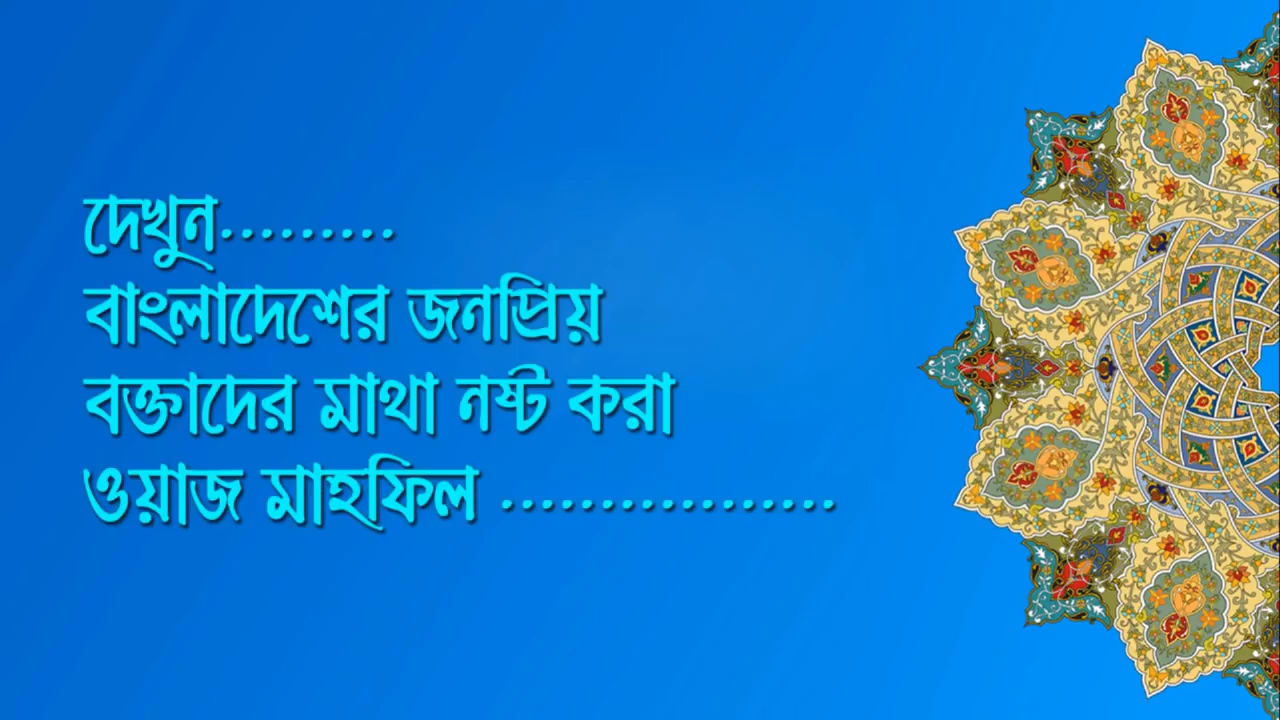 দেখুন.........
বাংলাদেশের জনপ্রিয়
বক্তাদের মাথা নষ্ট করা
ওয়াজ মাহফিল .................